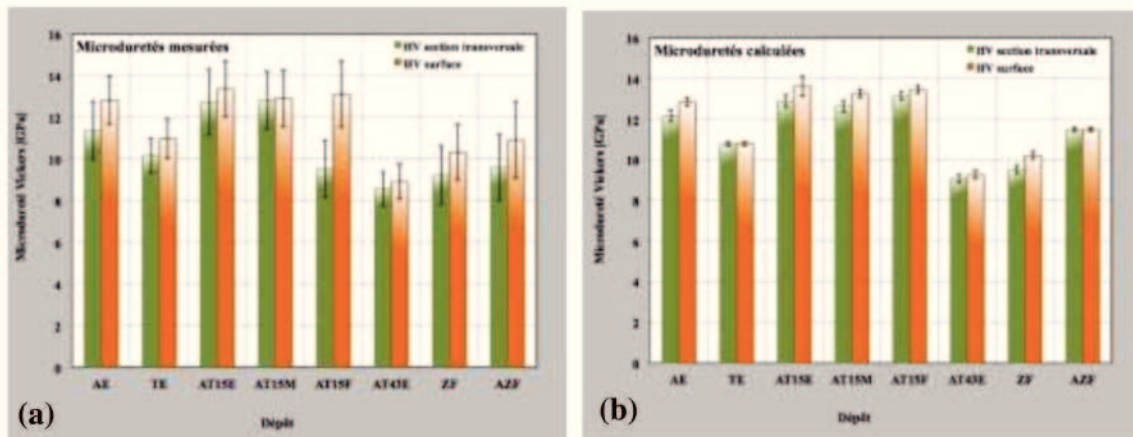 Microduretés mesurées
HV section transversale
HV surface
Microdureté Vickers [GPa]
16
14
12
10
8
6
4
2
0
AE TE AT15E AT15M AT15F AT43E ZF AZF
Dépôt
(a)
Microduretés calculées
HV section transversale
HV surface
Microdureté Vickers [GPa]
16
14
12
10
8
6
4
2
0
AE TE AT15E AT15M AT15F AT43E ZF AZF
Dépôt
(b)